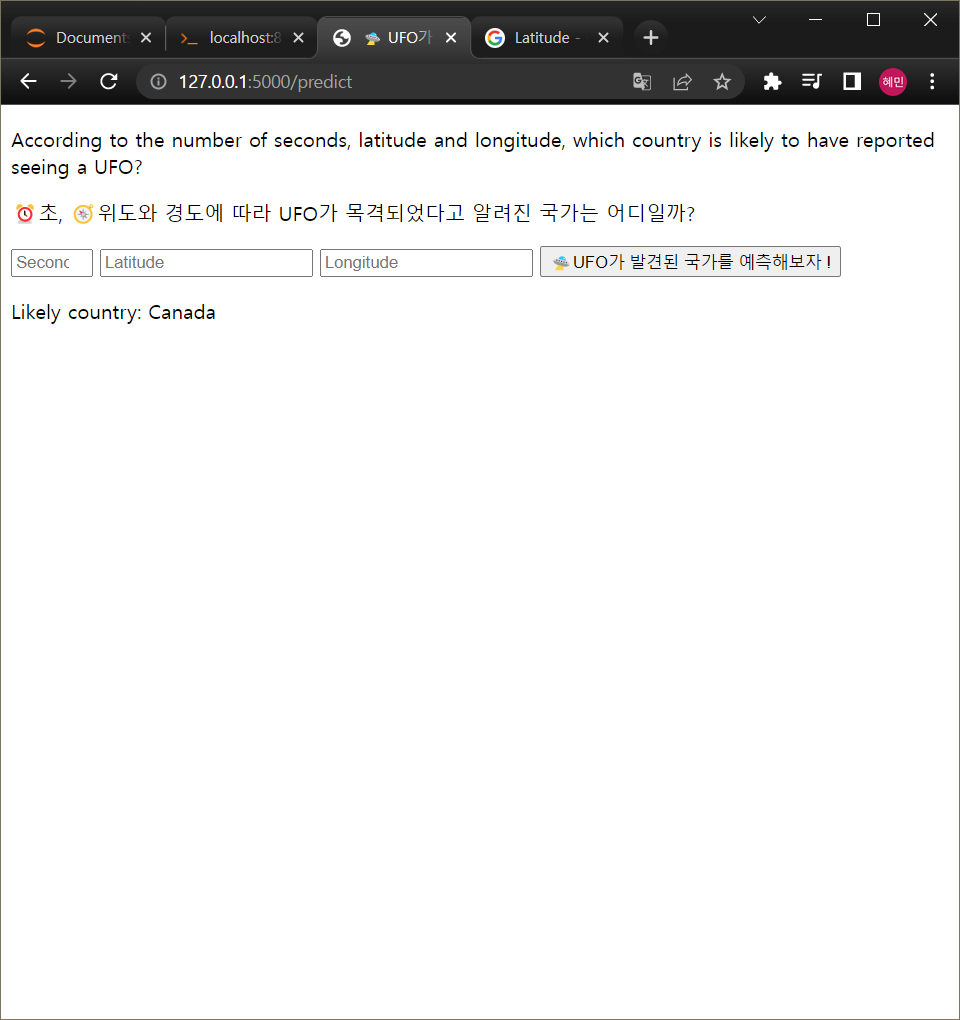 Documents localhost:8 UFO가 Latitude -
127.0.0.1:5000/predict 혜민
According to the number of seconds, latitude and longitude, which country is likely to have reported
seeing a UFO?
초, 위도와 경도에 따라 UFO가 목격되었다고 알려진 국가는 어디일까?
Second Latitude Longitude UFO가 발견된 국가를 예측해보자 !
Likely country: Canada